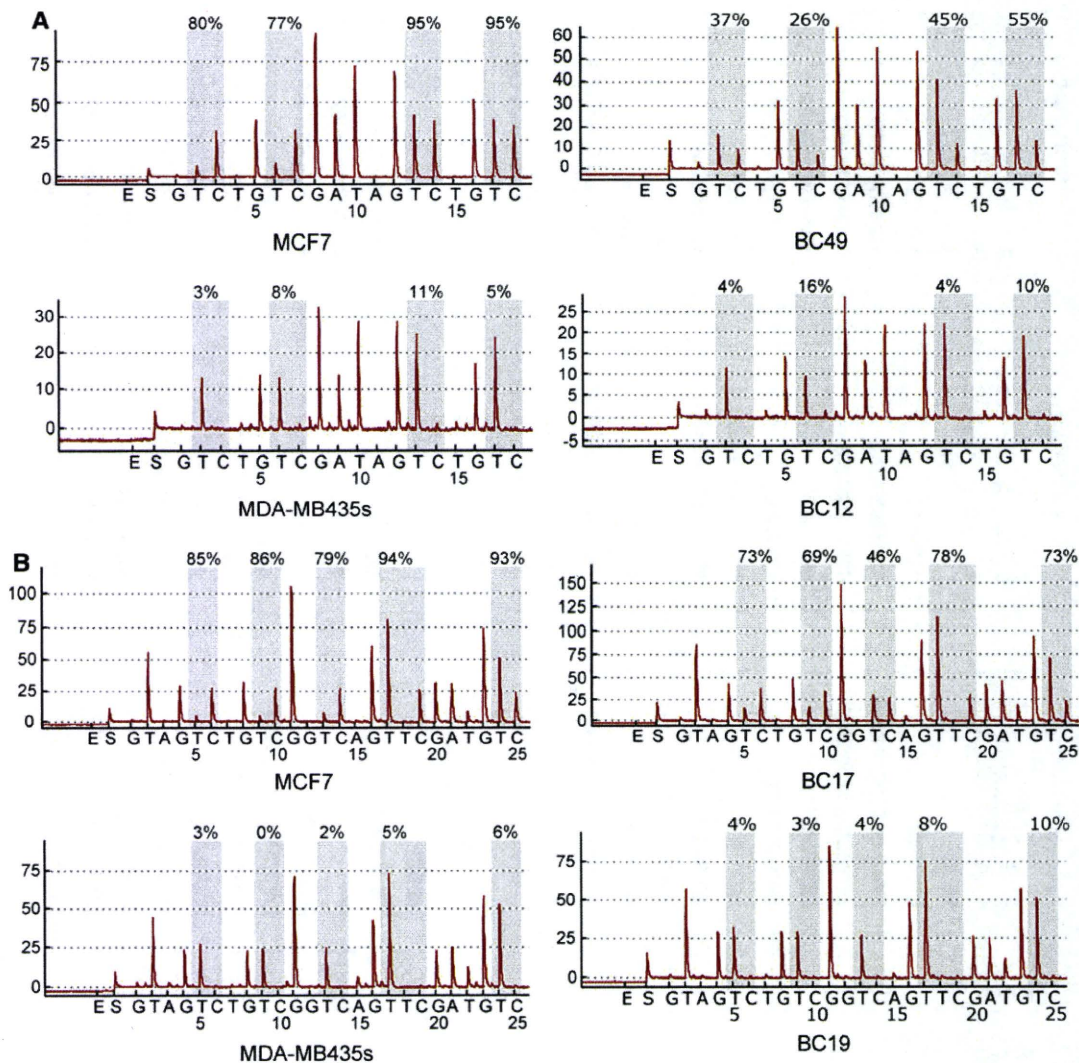 A
80% 77% 95% 95%
75
50
25
0
E S G T C T G T C G A T A G T C T G T C
5 10 15
MCF7
37% 26% 45% 55%
60
50
40
30
20
10
0
E S G T C T G T C G A T A G T C T G T C
5 10 15
BC49
3% 8% 11% 5%
30
20
10
0
E S G T C T G T C G A T A G T C T G T C
5 10 15
MDA-MB435s
4% 16% 4% 10%
25
20
15
10
5
0
-5
E S G T C T G T C G A T A G T C T G T C
5 10 15
BC12
B
85% 86% 79% 94% 93%
100
75
50
25
0
E S G T A G T C T G T C G G T C A G T T C G A T G T C
5 10 15 20 25
MCF7
73% 69% 46% 78% 73%
150
125
100
75
50
25
0
E S G T A G T C T G T C G G T C A G T T C G A T G T C
5 10 15 20 25
BC17
3% 0% 2% 5% 6%
75
50
25
0
E S G T A G T C T G T C G G T C A G T T C G A T G T C
5 10 15 20 25
MDA-MB435s
4% 3% 4% 8% 10%
75
50
25
0
E S G T A G T C T G T C G G T C A G T T C G A T G T C
5 10 15 20 25
BC19